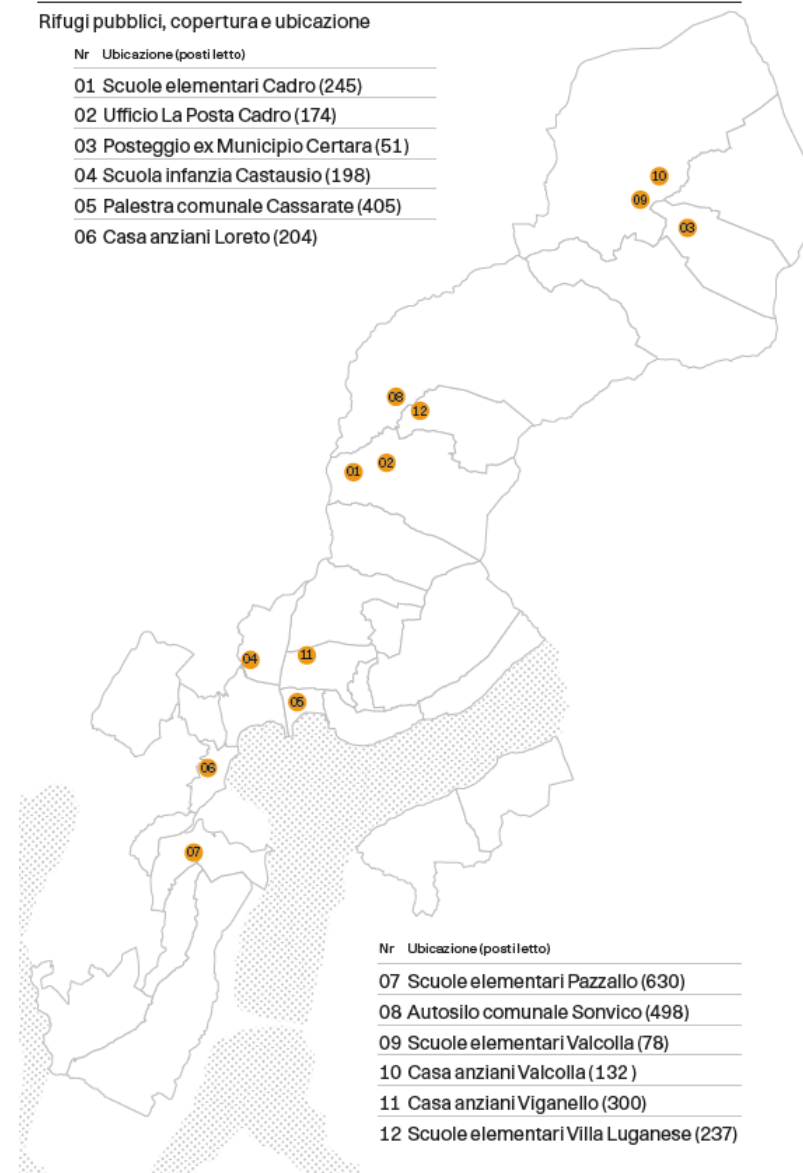 Rifugi pubblici, copertura e ubicazione
Nr Ubicazione (posti letto)
01 Scuole elementari Cadro (245)
02 Ufficio La Posta Cadro (174)
03 Posteggio ex Municipio Certara (51)
04 Scuola infanzia Castausio (198)
05 Palestra comunale Cassarate (405)
06 Casa anziani Loreto (204)
10
09
03
08
12
02
01
11
04
05
06
07
Nr Ubicazione (posti letto)
07 Scuole elementari Pazzallo (630)
08 Autosilo comunale Sonvico (498)
09 Scuole elementari Valcolla (78)
10 Casa anziani Valcolla (132 )
11 Casa anziani Viganello (300)
12 Scuole elementari Villa Luganese (237)